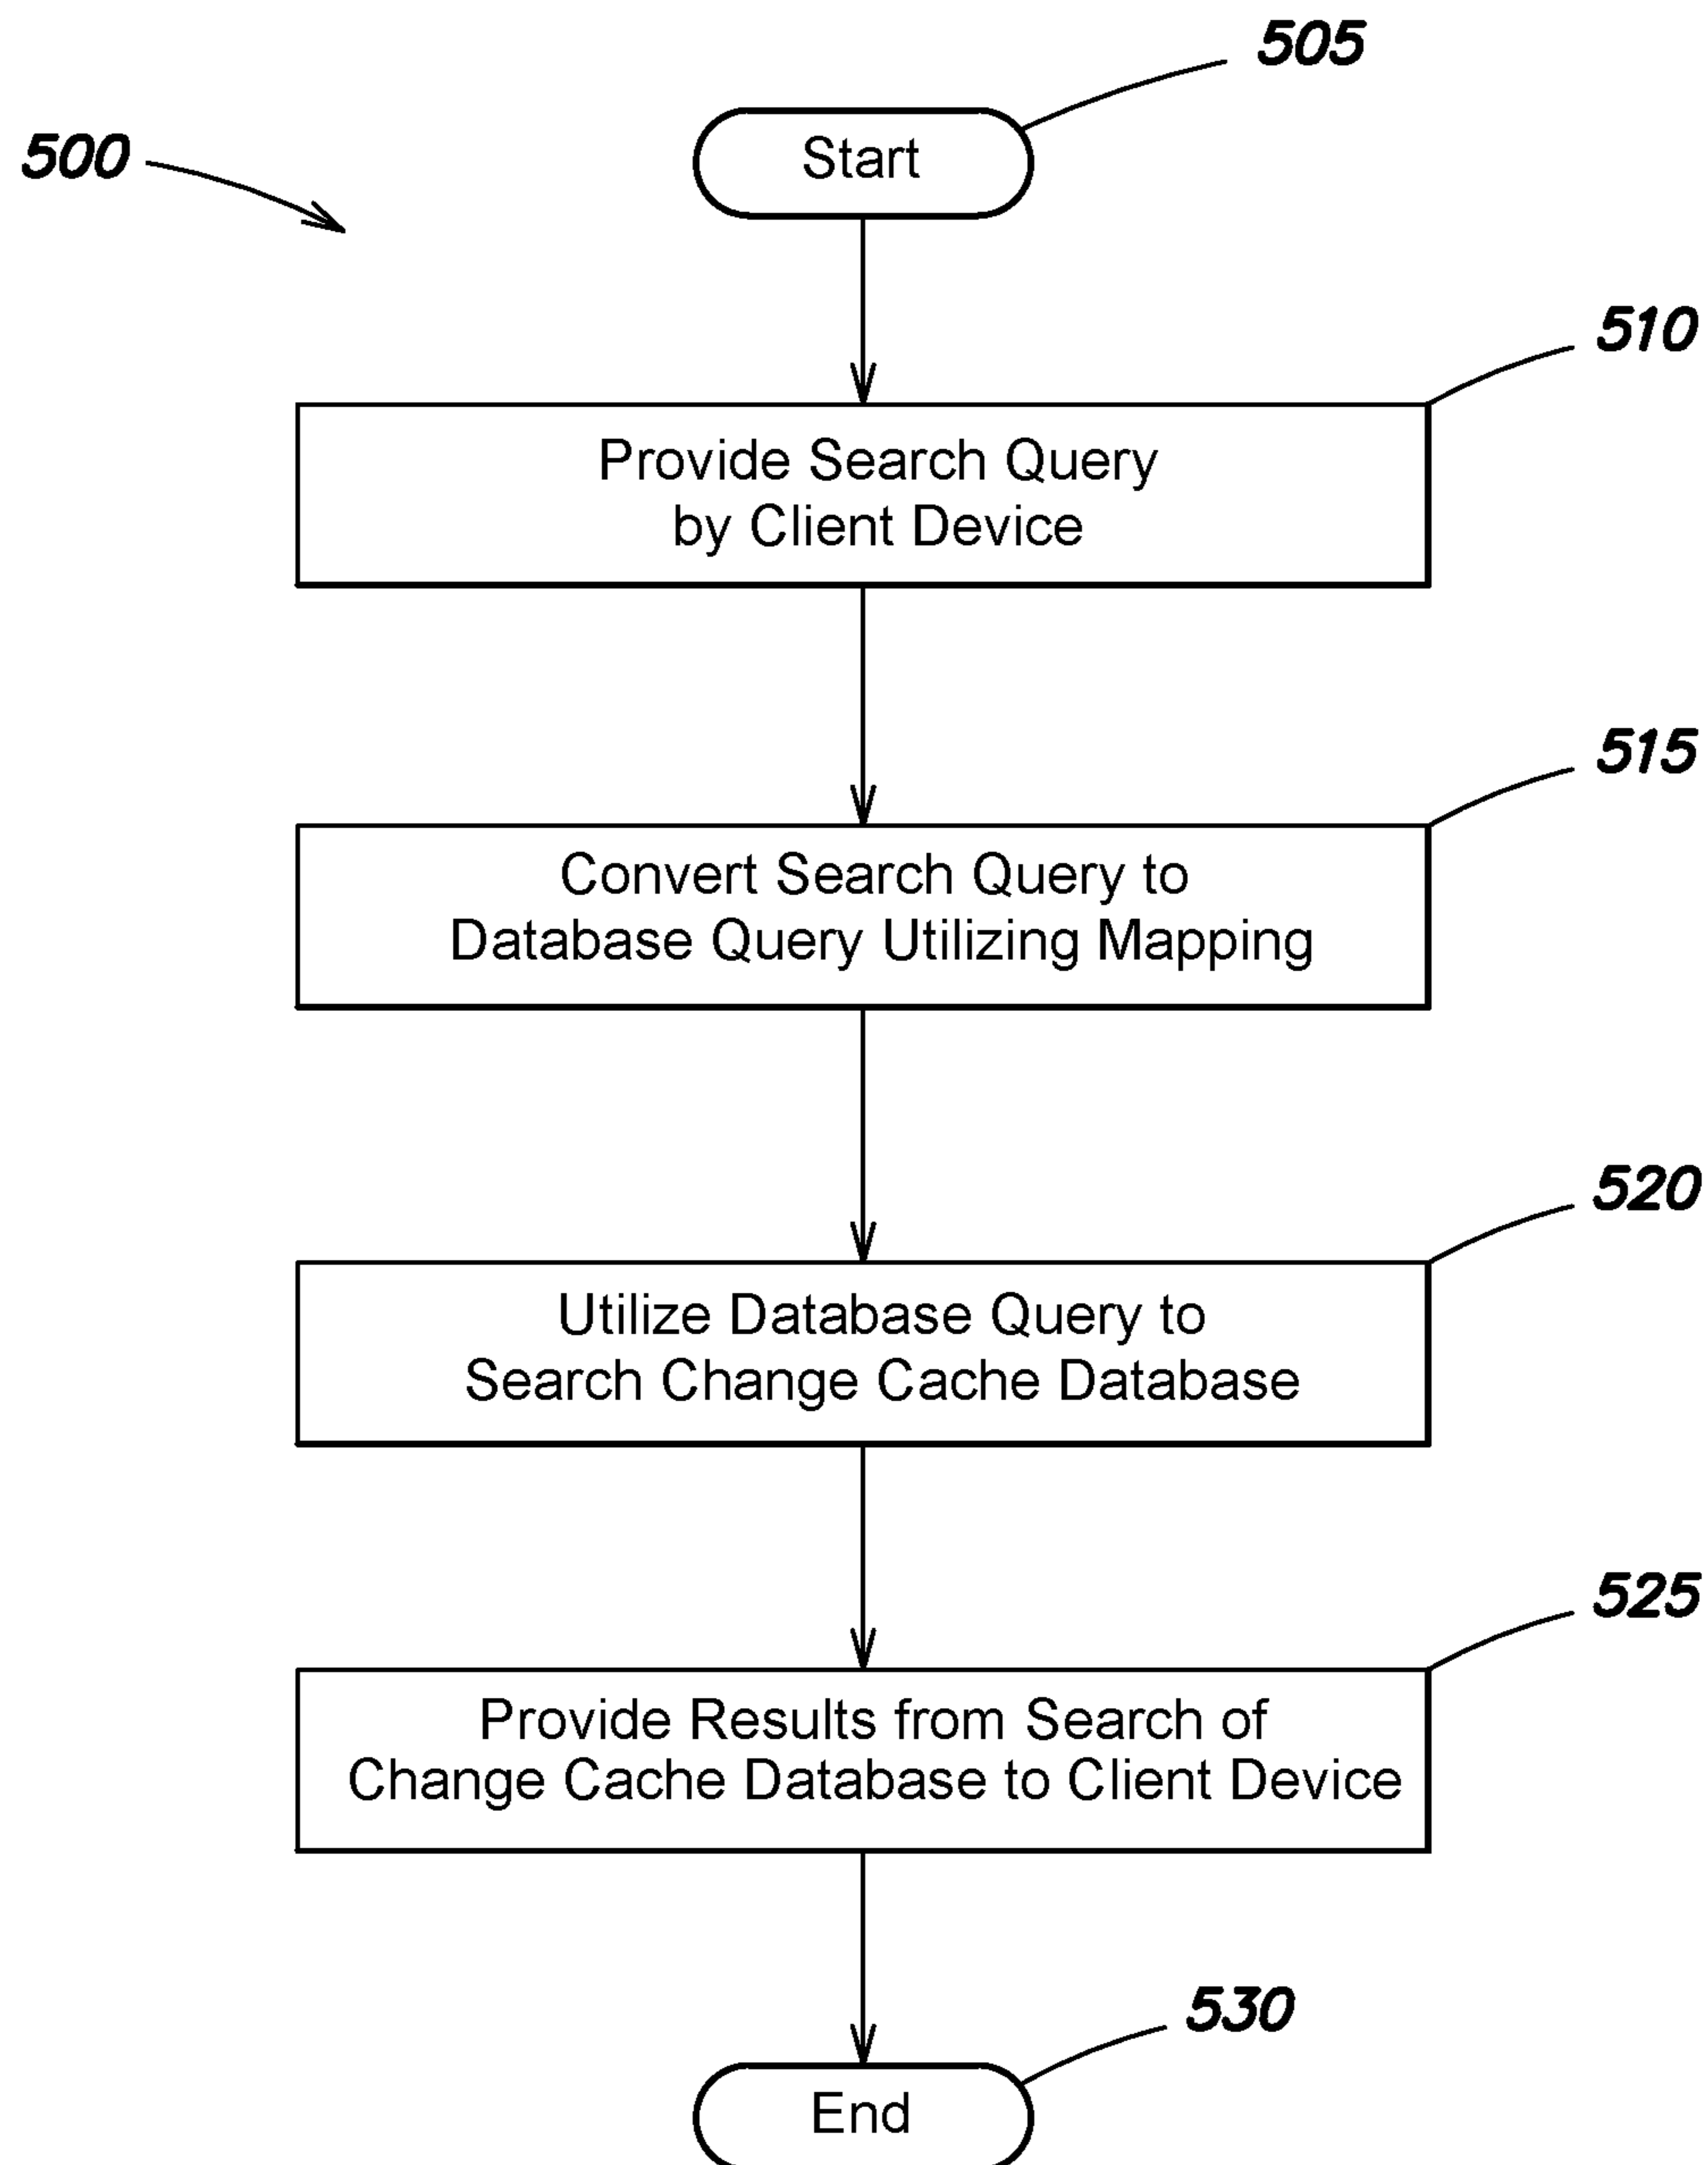 505
500
Start
510
Provide Search Query
by Client Device
515
Convert Search Query to
Database Query Utilizing Mapping
520
Utilize Database Query to
Search Change Cache Database
525
Provide Results from Search of
Change Cache Database to Client Device
530
End